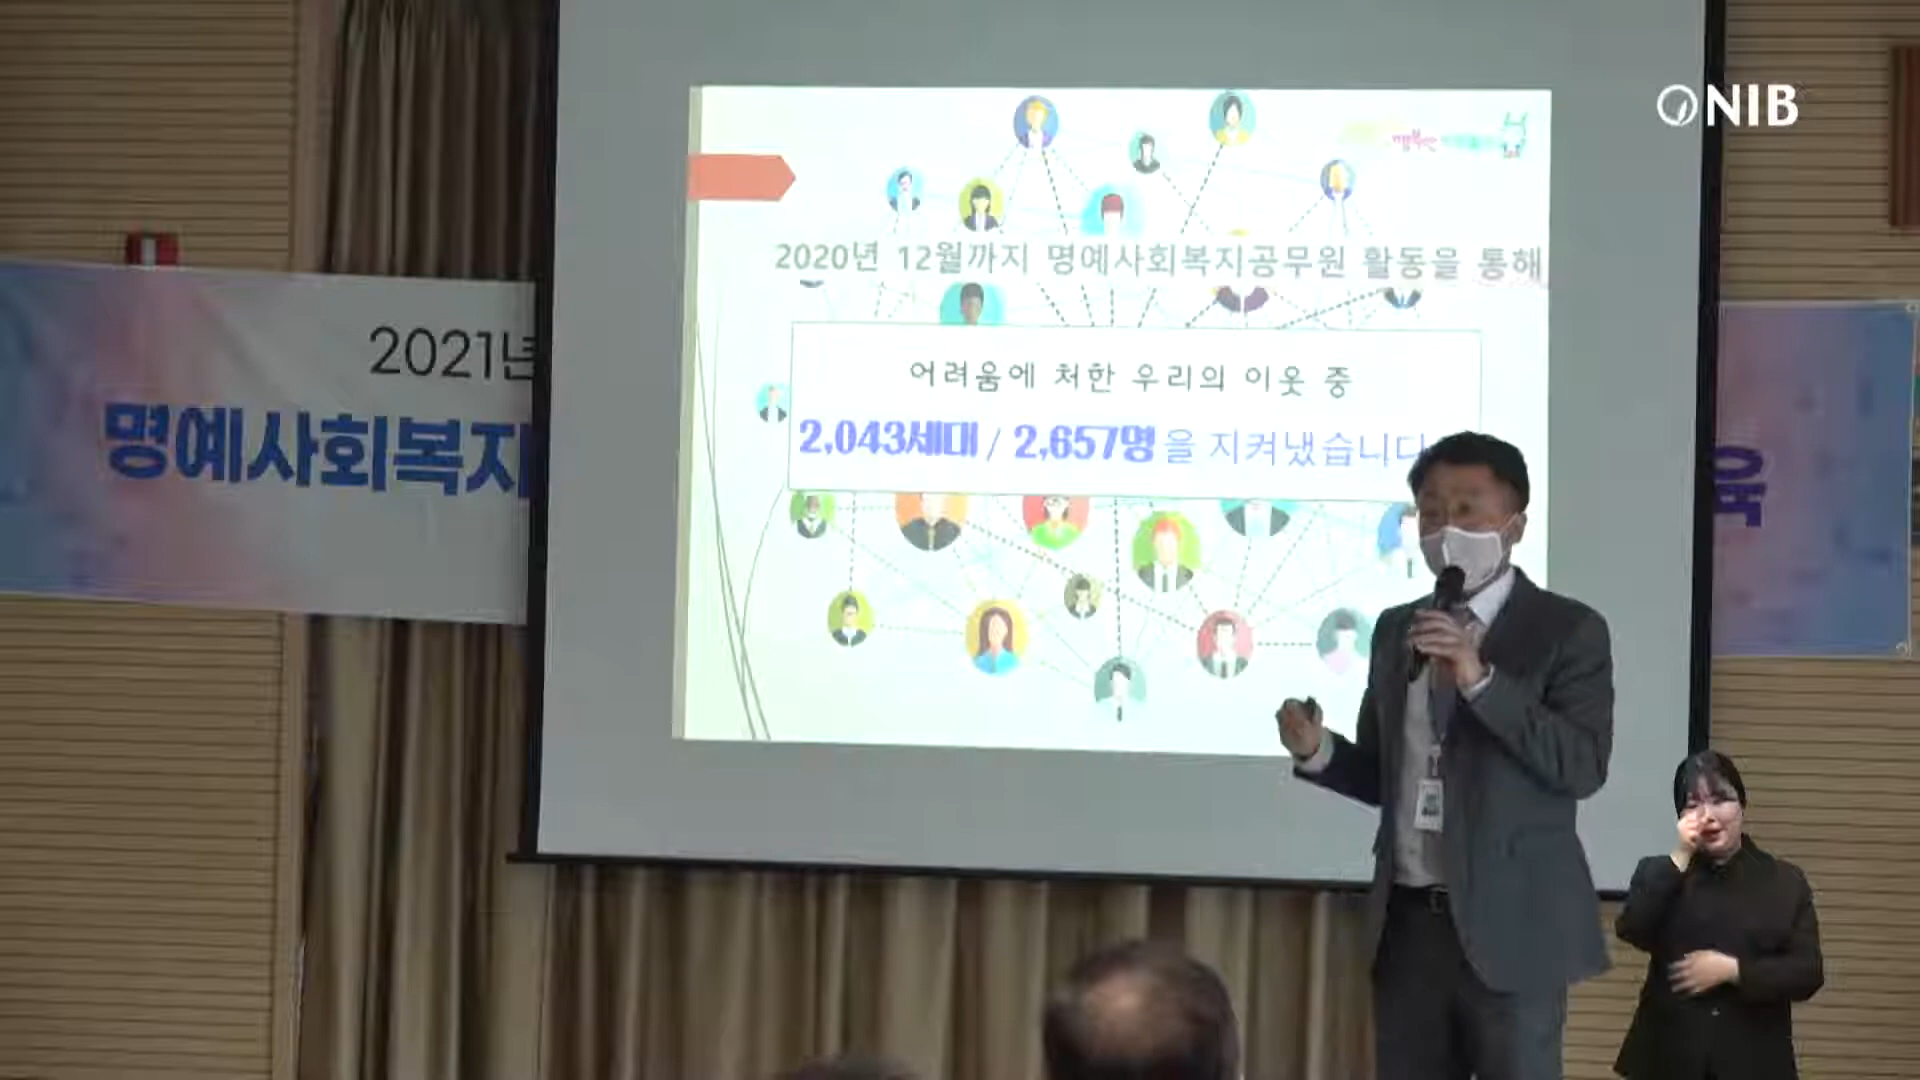 NIB
행복한
2020년 12월까지 명예사회복지공무원 활동을 통해
어려움에 처한 우리의 이웃 중
2,043세대 / 2,657명을 지켜냈습니다
2021년
명예사회복지
육